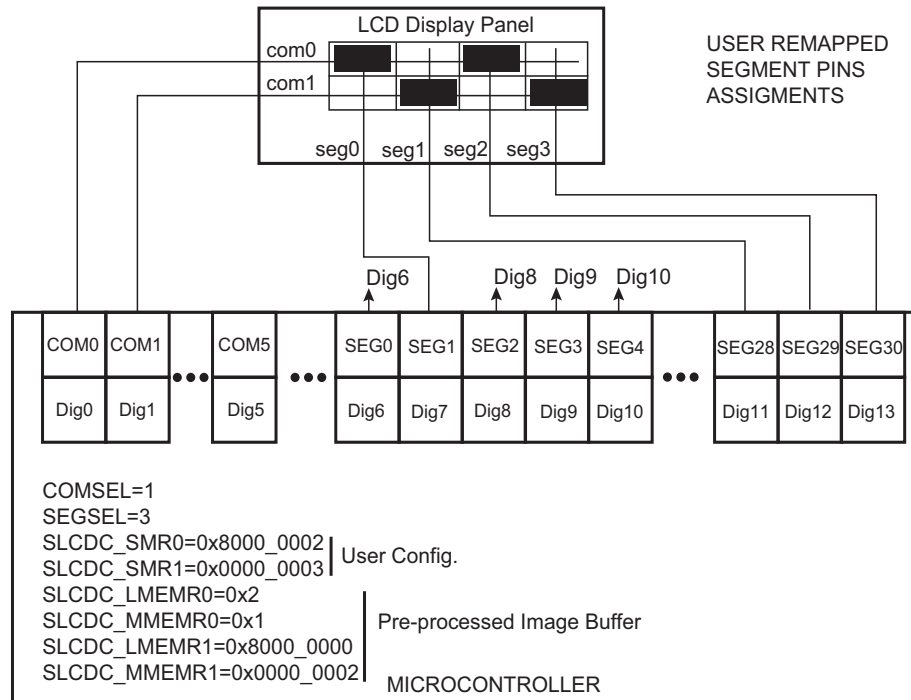 LCD Display Panel
com0
com1
seg0 seg1 seg2 seg3
USER REMAPPED
SEGMENT PINS
ASSIGMENTS
Dig6 Dig8 Dig9 Dig10
COM0 COM1 COM5 SEG0 SEG1 SEG2 SEG3 SEG4 SEG28 SEG29 SEG30
Dig0 Dig1 Dig5 Dig6 Dig7 Dig8 Dig9 Dig10 Dig11 Dig12 Dig13
COMSEL=1
SEGSEL=3
SLCDC_SMR0=0x8000_0002
SLCDC_SMR1=0x0000_0003
User Config.
SLCDC_LMEMR0=0x2
SLCDC_MMEMR0=0x1
SLCDC_LMEMR1=0x8000_0000
SLCDC_MMEMR1=0x0000_0002
Pre-processed Image Buffer
MICROCONTROLLER